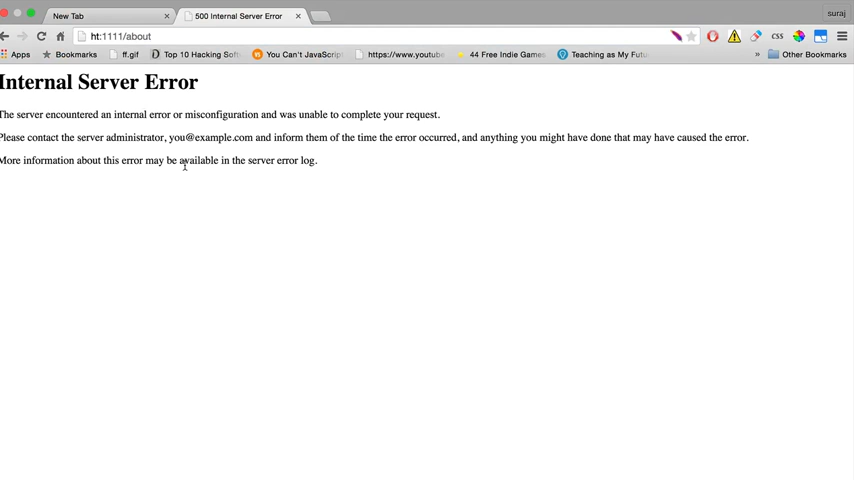 New Tab
500 Internal Server Error
suraj
ht:1111/about
CSS
Apps Bookmarks ff.gif Top 10 Hacking Soft You Can't JavaScript https://www.youtube 44 Free Indie Games Teaching as My Futu » Other Bookmarks
Internal Server Error
The server encountered an internal error or misconfiguration and was unable to complete your request.
Please contact the server administrator, you@example.com and inform them of the time the error occurred, and anything you might have done that may have caused the error.
More information about this error may be available in the server error log.